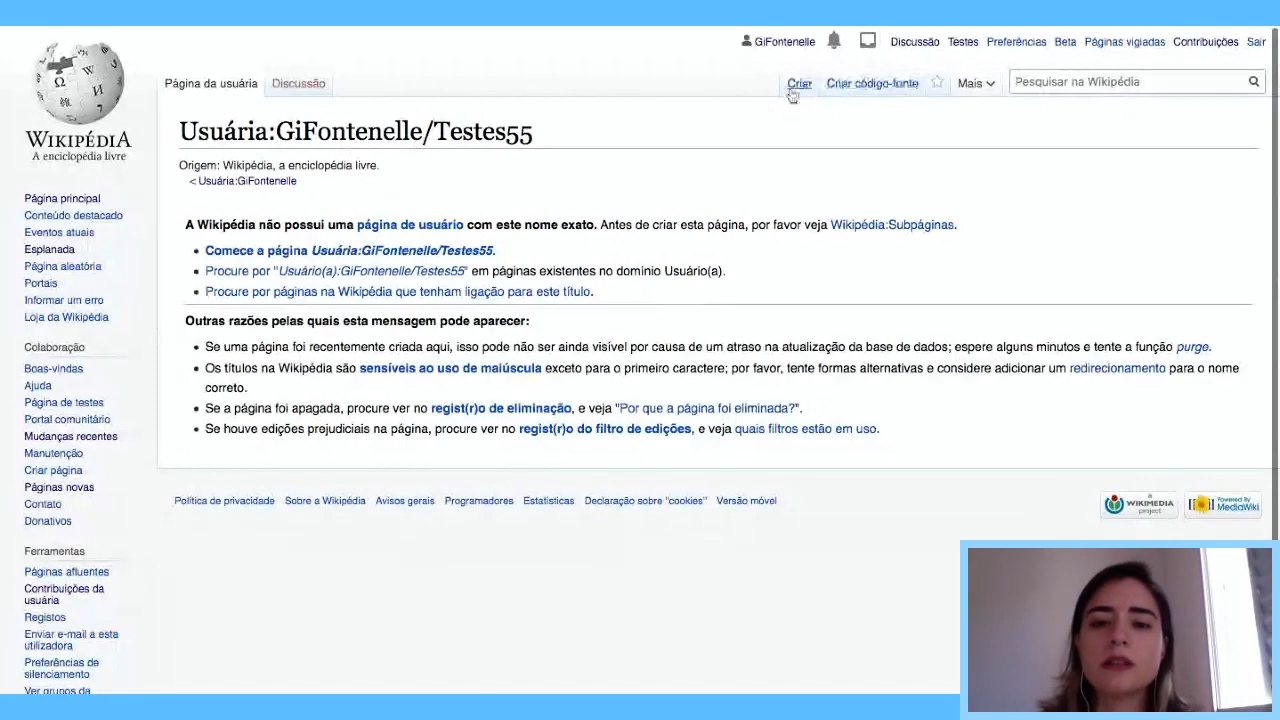 GiFontenelle Discussão Testes Preferências Beta Páginas vigiadas Contribuições Sair
Página da usuária Discussão Criar Criar código-fonte Mais Pesquisar na Wikipédia
WIKIPÉDIA
A enciclopédia livre
Usuária:GiFontenelle/Testes55
Origem: Wikipédia, a enciclopédia livre.
< Usuária:GiFontenelle
A Wikipédia não possui uma página de usuário com este nome exato. Antes de criar esta página, por favor veja Wikipédia:Subpáginas.
Comece a página Usuária:GiFontenelle/Testes55.
Procure por "Usuário(a):GiFontenelle/Testes55" em páginas existentes no domínio Usuário(a).
Procure por páginas na Wikipédia que tenham ligação para este título.
Outras razões pelas quais esta mensagem pode aparecer:
Se uma página foi recentemente criada aqui, isso pode não ser ainda visível por causa de um atraso na atualização da base de dados; espere alguns minutos e tente a função purge.
Os títulos na Wikipédia são sensíveis ao uso de maiúscula exceto para o primeiro caractere; por favor, tente formas alternativas e considere adicionar um redirecionamento para o nome
correto.
Se a página foi apagada, procure ver no regist(r)o de eliminação, e veja "Por que a página foi eliminada?".
Se houve edições prejudiciais na página, procure ver no regist(r)o do filtro de edições, e veja quais filtros estão em uso.
Página principal
Conteúdo destacado
Eventos atuais
Esplanada
Página aleatória
Portais
Informar um erro
Loja da Wikipédia
Colaboração
Boas-vindas
Ajuda
Página de testes
Portal comunitário
Mudanças recentes
Manutenção
Criar página
Páginas novas
Contato
Donativos
Ferramentas
Páginas afluentes
Contribuições da
usuária
Registos
Enviar e-mail a esta
utilizadora
Preferências de
silenciamento
Ver grupos da
Política de privacidade Sobre a Wikipédia Avisos gerais Programadores Estatísticas Declaração sobre "cookies" Versão móvel
A
WIKIMEDIA
project
Powered By
MediaWiki